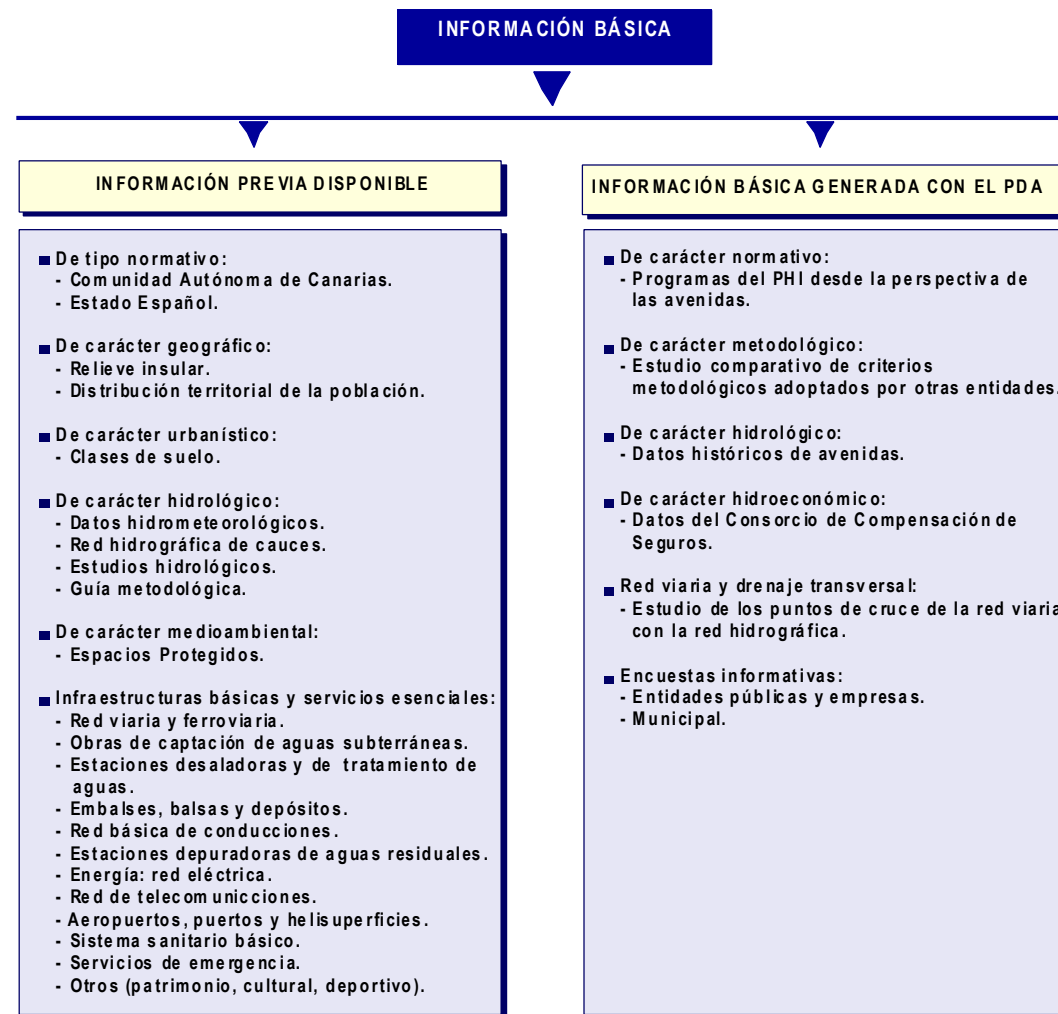 INFORMACIÓN BÁSICA
INFORMACIÓN PREVIA DISPONIBLE
De tipo normativo:
- Comunidad Autónoma de Canarias.
- Estado Español.
De carácter geográfico:
- Relieve insular.
- Distribución territorial de la población.
De carácter urbanístico:
- Clases de suelo.
De carácter hidrológico:
- Datos hidrometeorológicos.
- Red hidrográfica de cauces.
- Estudios hidrológicos.
- Guía metodológica.
De carácter medioambiental:
- Espacios Protegidos.
Infraestructuras básicas y servicios esenciales:
- Red viaria y ferroviaria.
- Obras de captación de aguas subterráneas.
- Estaciones desaladoras y de tratamiento de
aguas.
- Embalses, balsas y depósitos.
- Red básica de conducciones.
- Estaciones depuradoras de aguas residuales.
- Energía: red eléctrica.
- Red de telecomunicciones.
- Aeropuertos, puertos y helisuperficies.
- Sistema sanitario básico.
- Servicios de emergencia.
- Otros (patrimonio, cultural, deportivo).
INFORMACIÓN BÁSICA GENERADA CON EL PDA
De carácter normativo:
- Programas del PHI desde la perspectiva de
las avenidas.
De carácter metodológico:
- Estudio comparativo de criterios
metodológicos adoptados por otras entidades.
De carácter hidrológico:
- Datos históricos de avenidas.
De carácter hidroeconómico:
- Datos del Consorcio de Compensación de
Seguros.
Red viaria y drenaje transversal:
- Estudio de los puntos de cruce de la red viaria
con la red hidrográfica.
Encuestas informativas:
- Entidades públicas y empresas.
- Municipal.